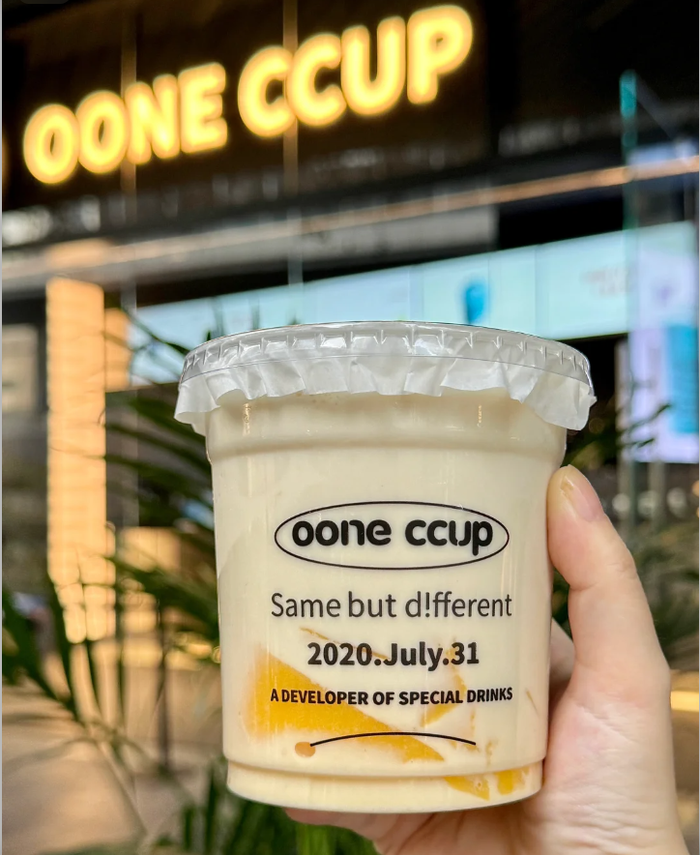 OONE CCUP
oone ccup
Same but d!fferent
2020.July.31
A DEVELOPER OF SPECIAL DRINKS